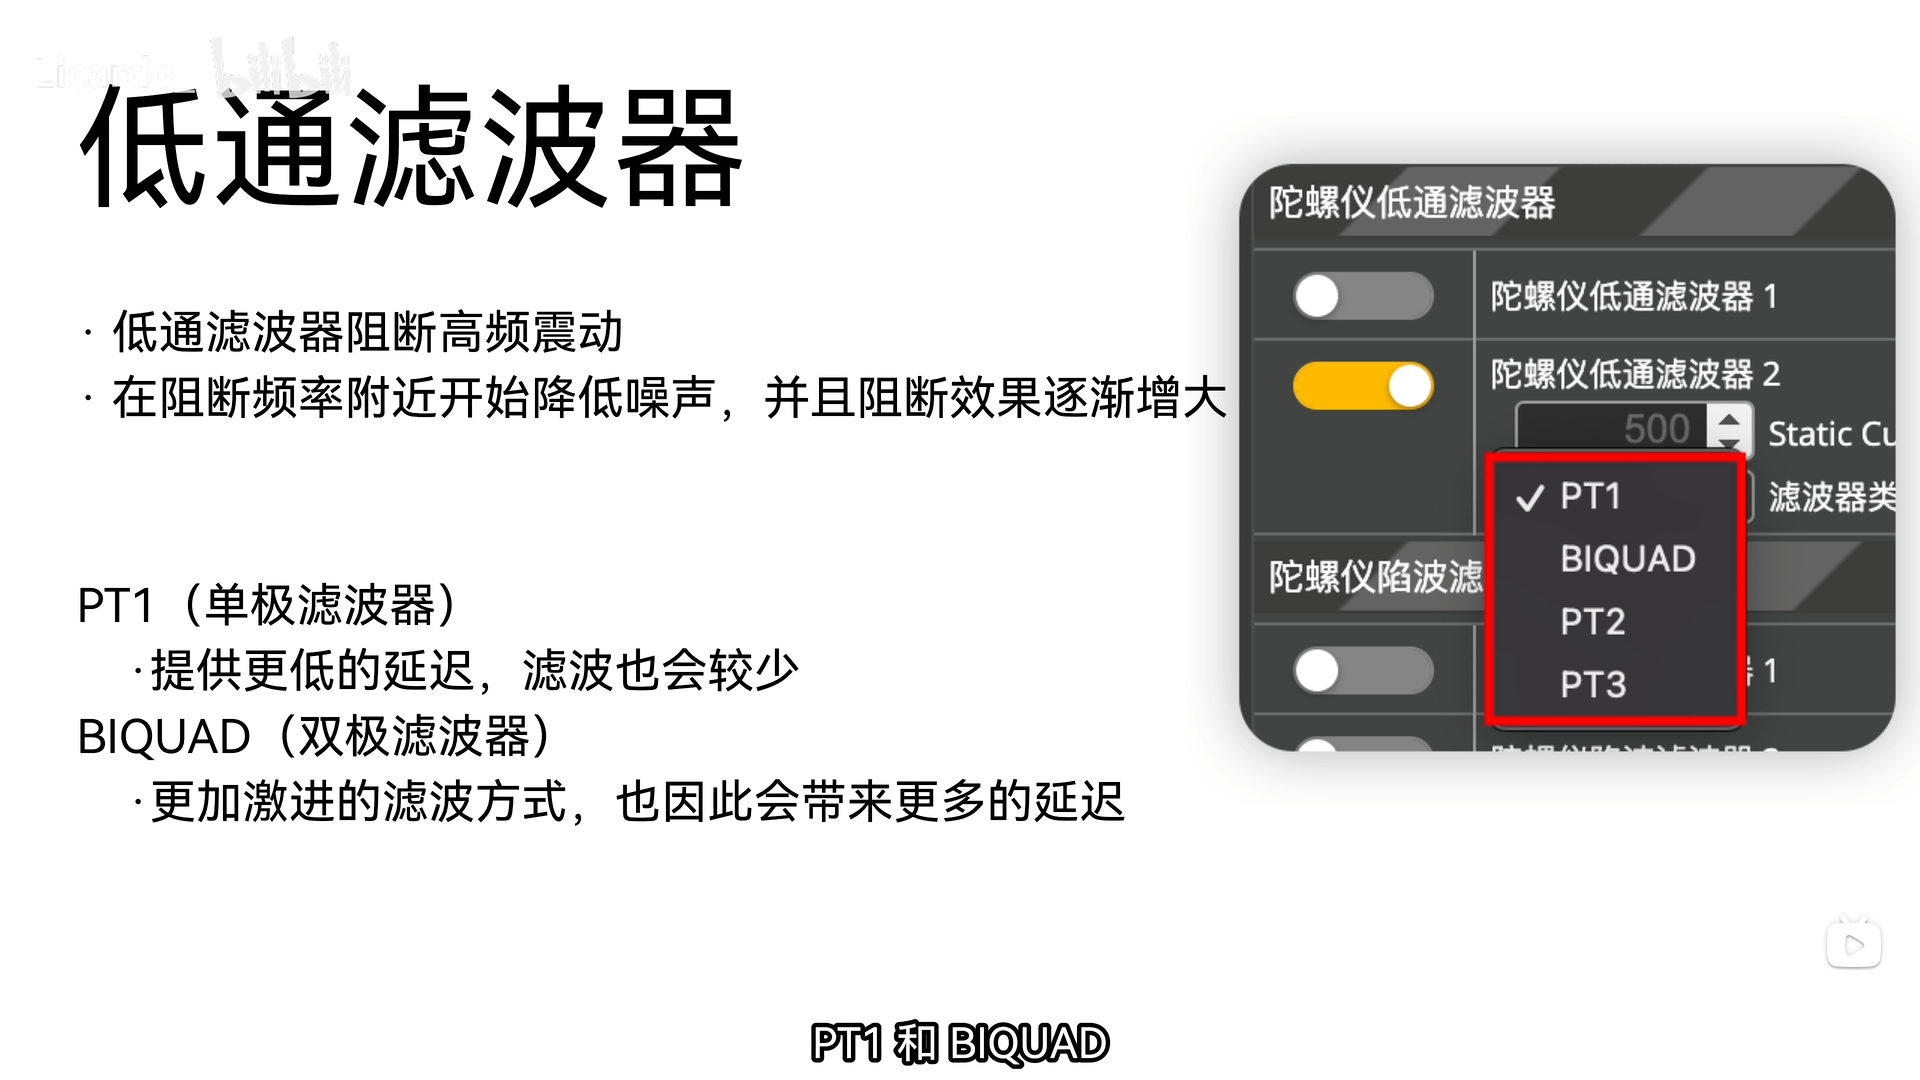 Licardo bilibili
低通滤波器
· 低通滤波器阻断高频震动
· 在阻断频率附近开始降低噪声，并且阻断效果逐渐增大
PT1（单极滤波器）
·提供更低的延迟，滤波也会较少
BIQUAD（双极滤波器）
·更加激进的滤波方式，也因此会带来更多的延迟
陀螺仪低通滤波器
陀螺仪低通滤波器 1
陀螺仪低通滤波器 2
500
Static Cu
✓ PT1
滤波器类
BIQUAD
陀螺仪陷波滤
PT2
1
PT3
PT1 和 BIQUAD